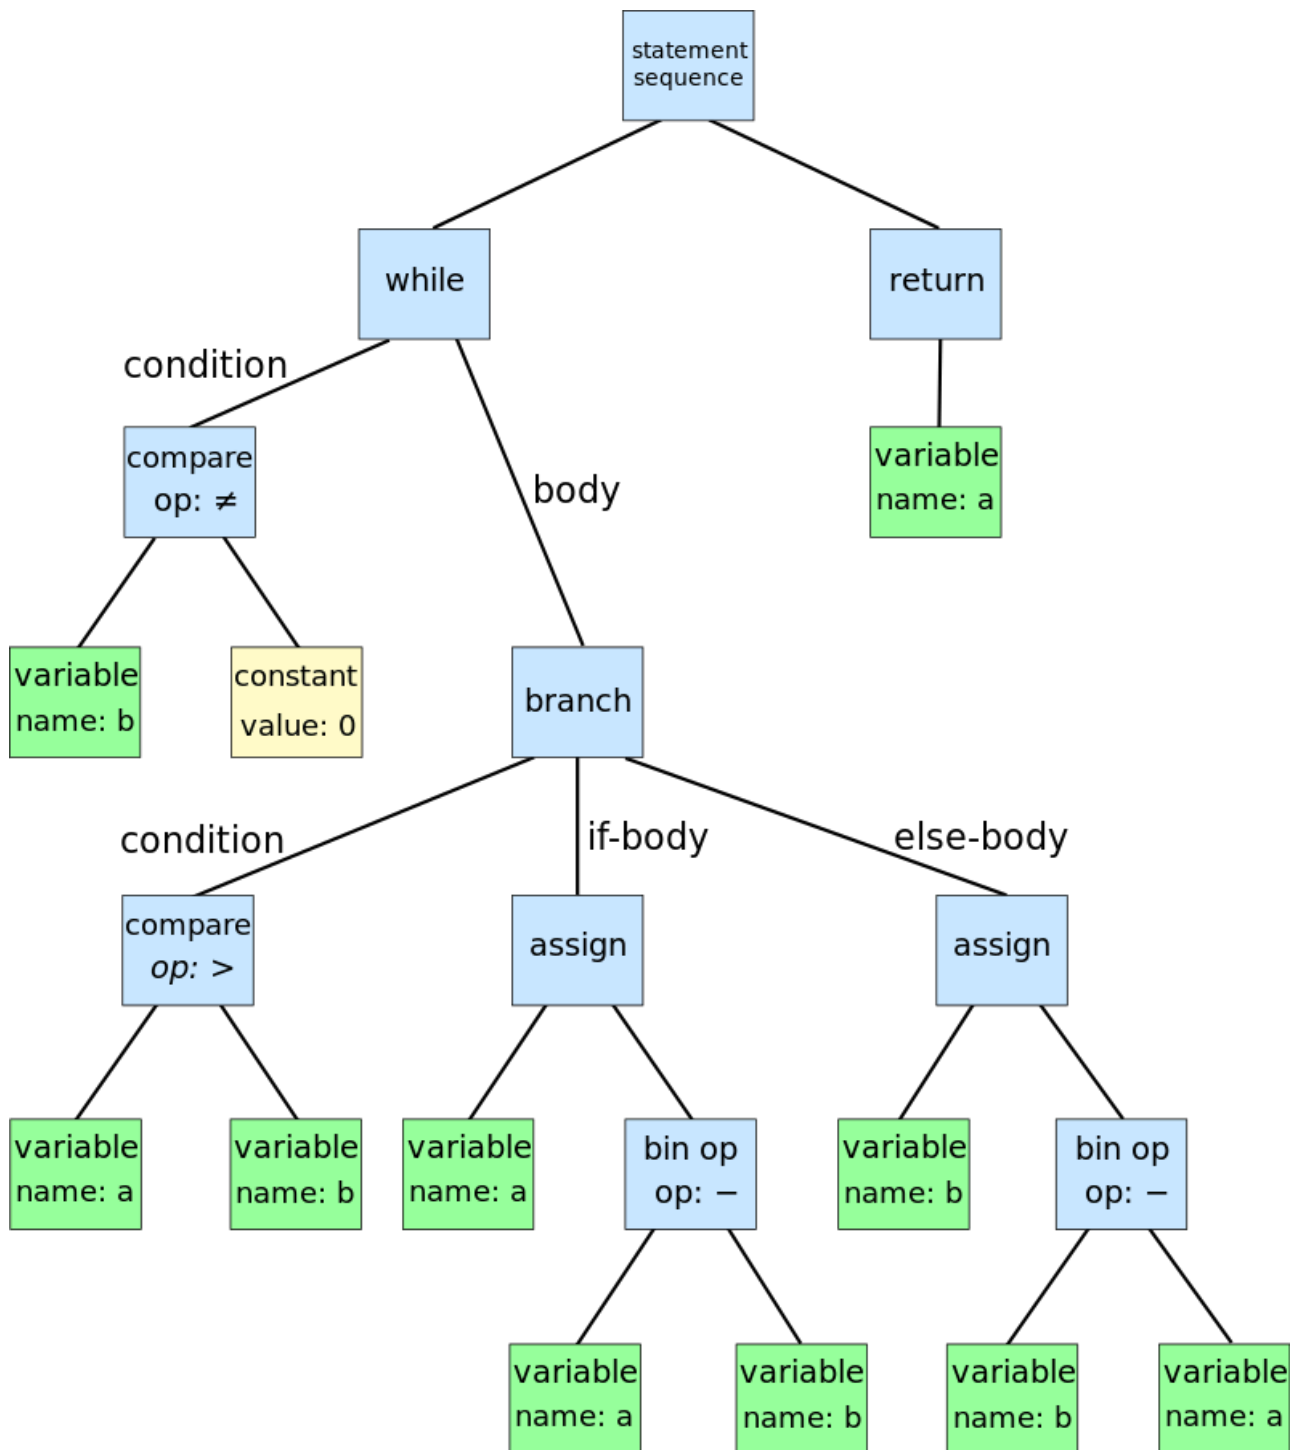 statement
sequence
while
return
condition
compare
op: ≠
body
variable
name: a
variable
name: b
constant
value: 0
branch
condition
if-body
else-body
compare
op: >
assign
assign
variable
name: a
variable
name: b
variable
name: a
bin op
op: −
variable
name: b
bin op
op: −
variable
name: a
variable
name: b
variable
name: b
variable
name: a